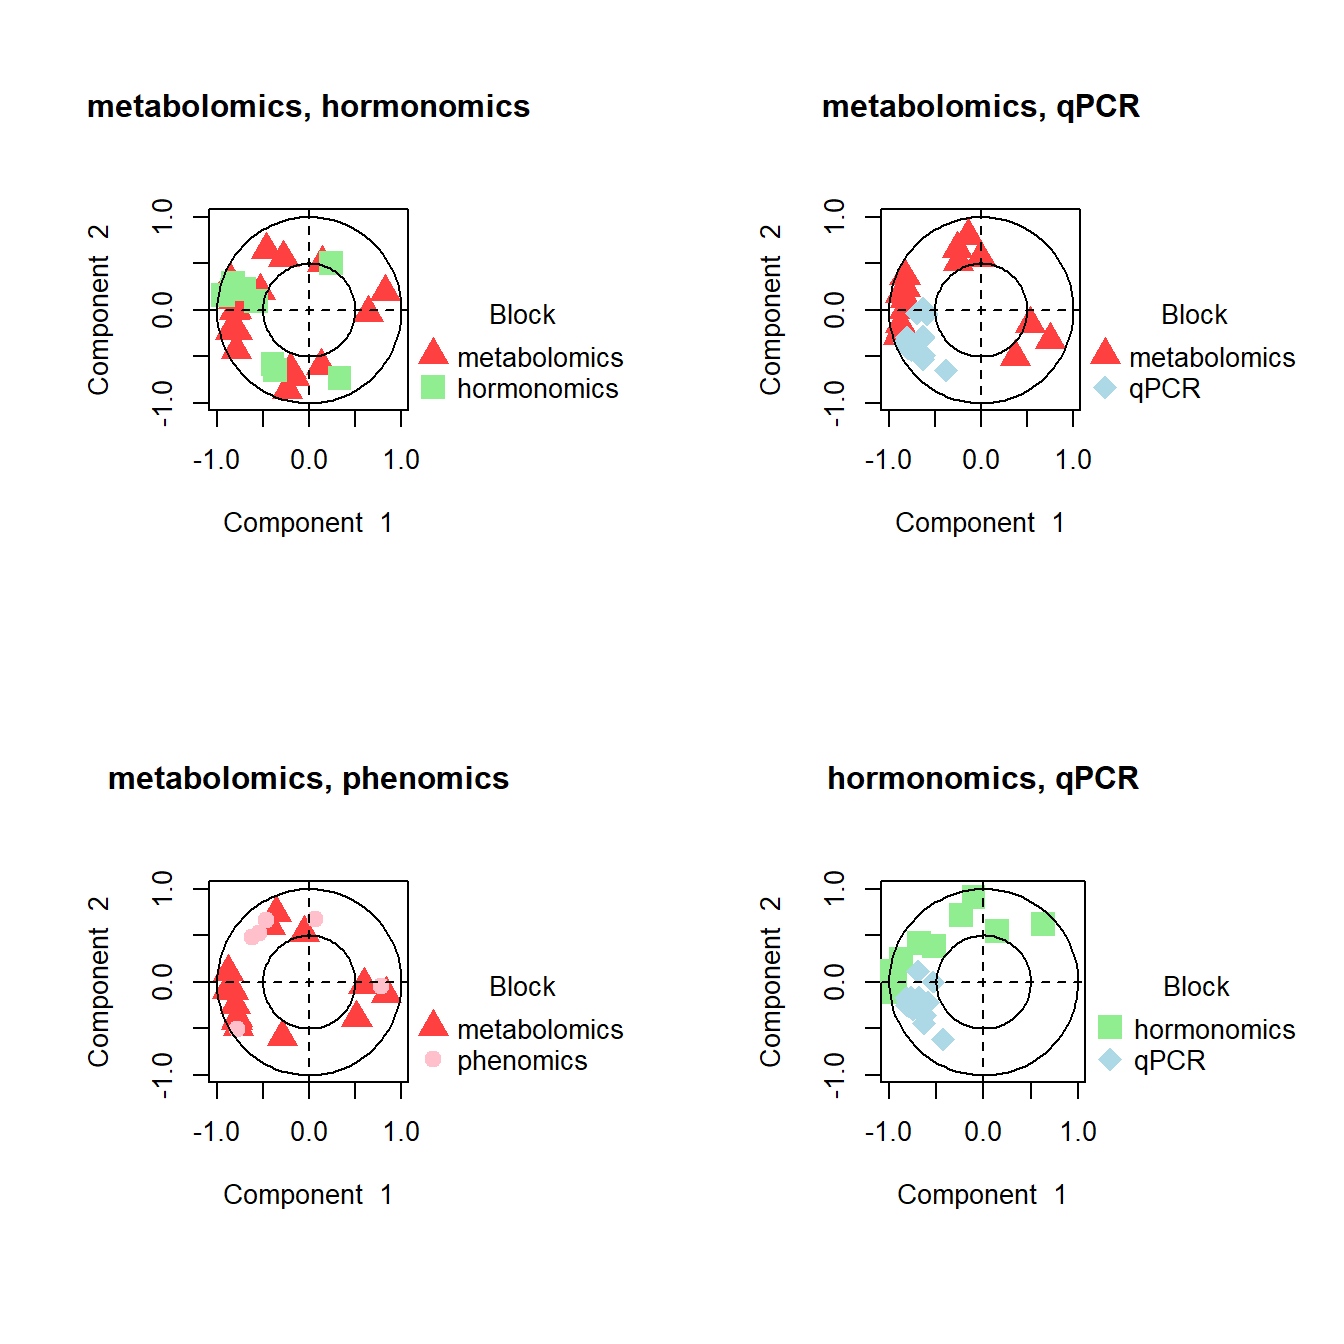 metabolomics, hormonomics
Component 2
1.0
0.0
-1.0
-1.0 0.0 1.0
Component 1
Block
metabolomics
hormonomics
metabolomics, qPCR
Component 2
1.0
0.0
-1.0
-1.0 0.0 1.0
Component 1
Block
metabolomics
qPCR
metabolomics, phenomics
Component 2
1.0
0.0
-1.0
-1.0 0.0 1.0
Component 1
Block
metabolomics
phenomics
hormonomics, qPCR
Component 2
1.0
0.0
-1.0
-1.0 0.0 1.0
Component 1
Block
hormonomics
qPCR